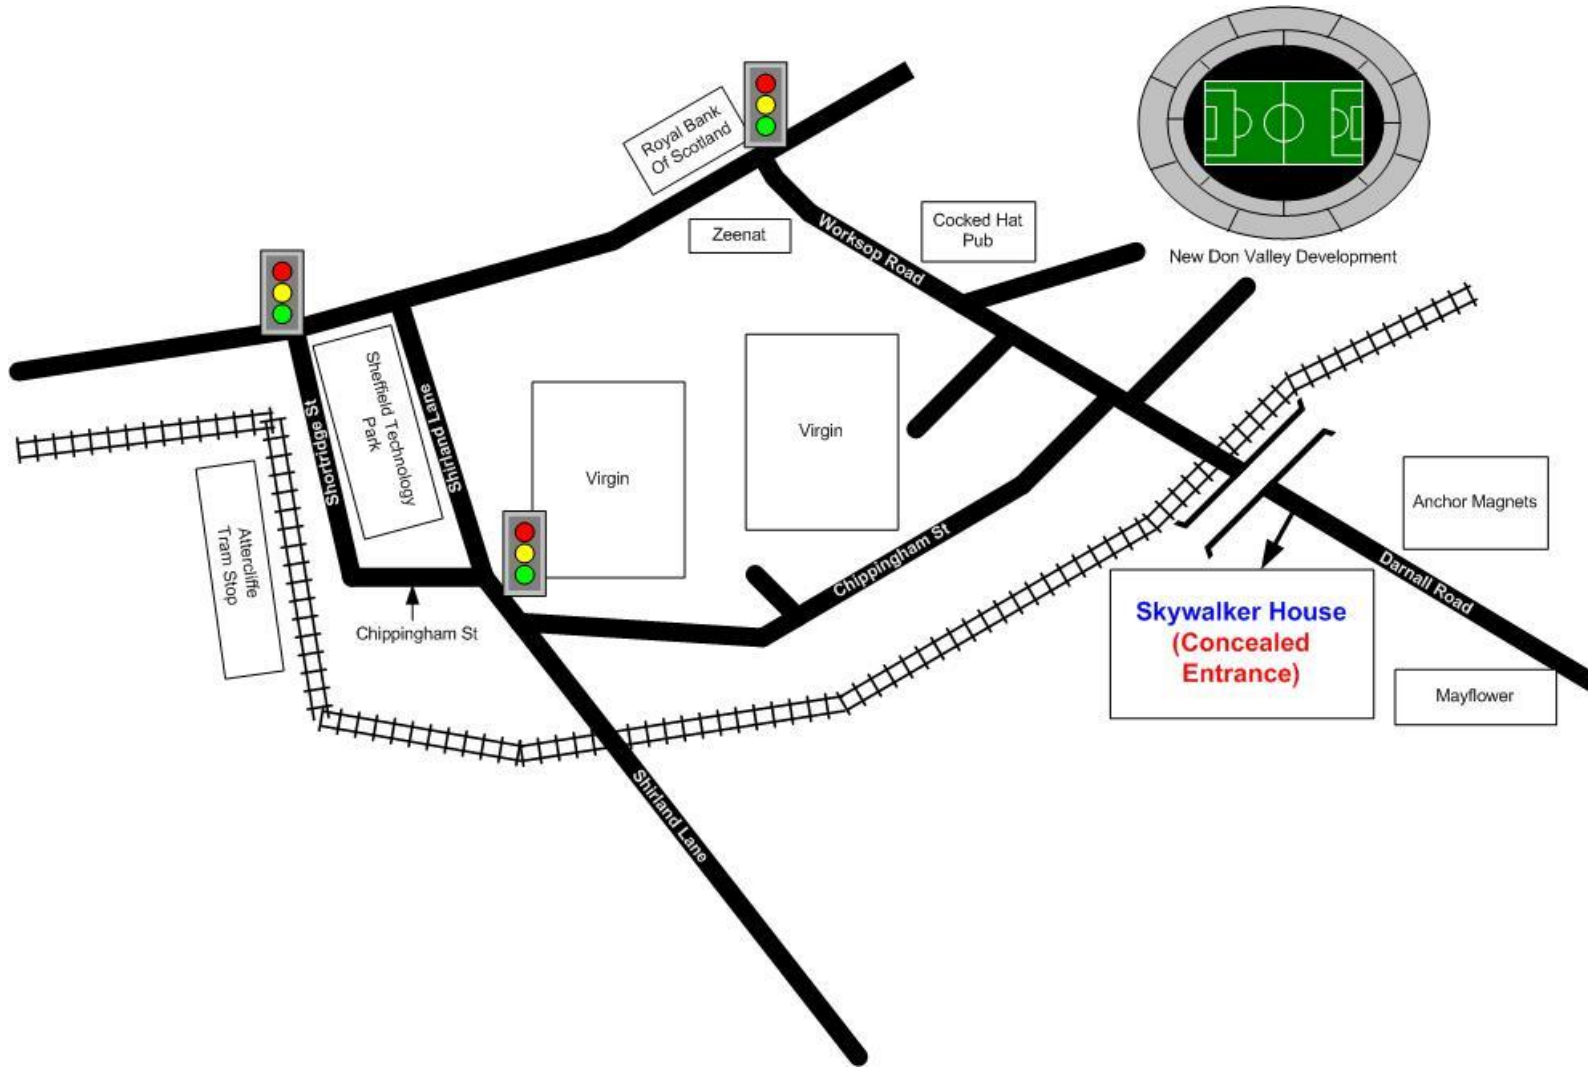 Royal Bank
Of Scotland
Zeenat
Worksop Road
Cocked Hat
Pub
New Don Valley Development
Shortridge St
Sheffield Technology
Park
Shirland Lane
Virgin
Virgin
Attercliffe
Tram Stop
Chippingham St
Chippingham St
Anchor Magnets
Darnall Road
Skywalker House
(Concealed
Entrance)
Mayflower
Shirland Lane